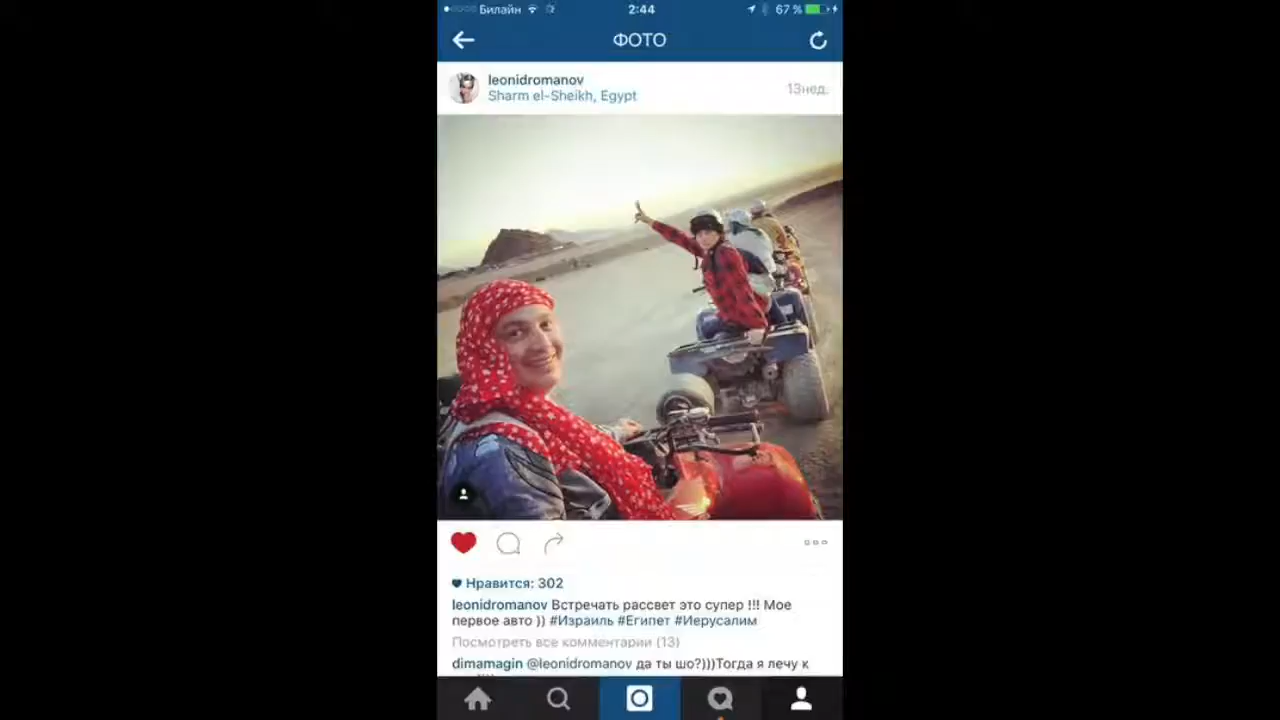 Билайн 2:44 67 %
ФОТО
leonidromanov
Sharm el-Sheikh, Egypt 13нед.
Нравится: 302
leonidromanov Встречать рассвет это супер !!! Мое
первое авто )) #Израиль #Египет #Иерусалим
Посмотреть все комментарии (13)
dimamagin @leonidromanov да ты шо?)))Тогда я лечу к